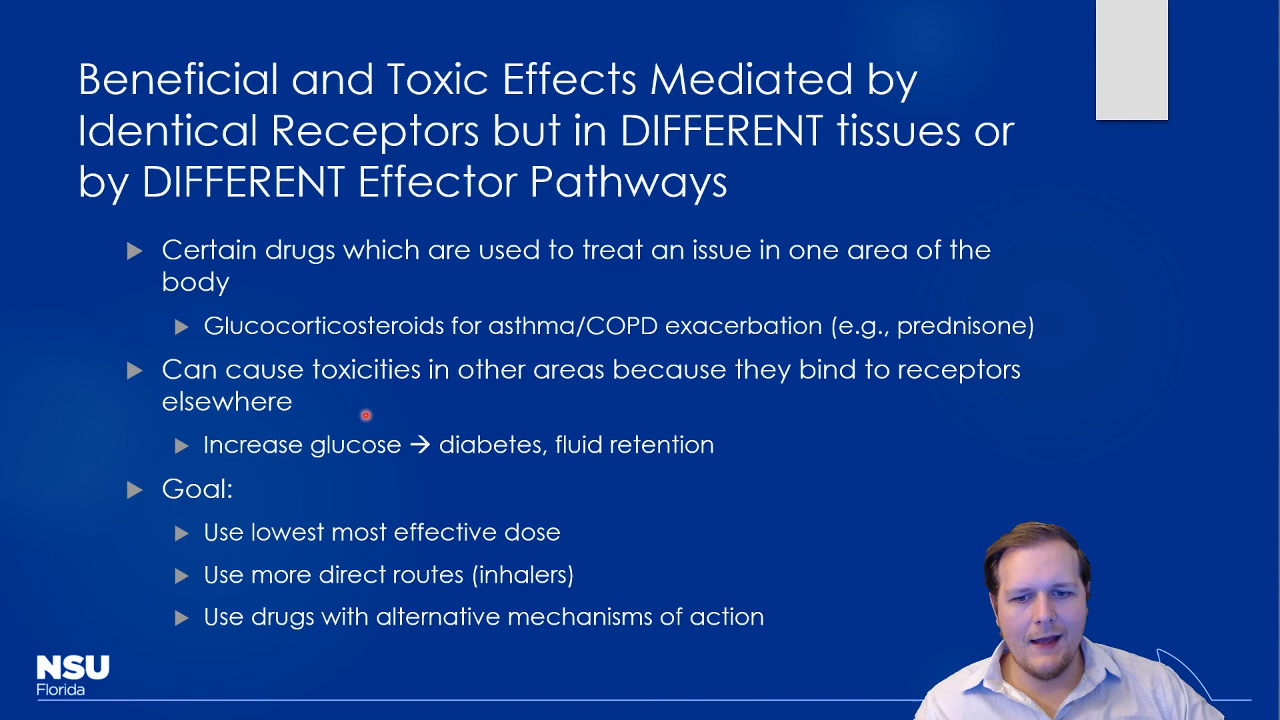 Beneficial and Toxic Effects Mediated by
Identical Receptors but in DIFFERENT tissues or
by DIFFERENT Effector Pathways
Certain drugs which are used to treat an issue in one area of the
body
Glucocorticosteroids for asthma/COPD exacerbation (e.g., prednisone)
Can cause toxicities in other areas because they bind to receptors
elsewhere
Increase glucose → diabetes, fluid retention
Goal:
Use lowest most effective dose
Use more direct routes (inhalers)
Use drugs with alternative mechanisms of action
NSU
Florida